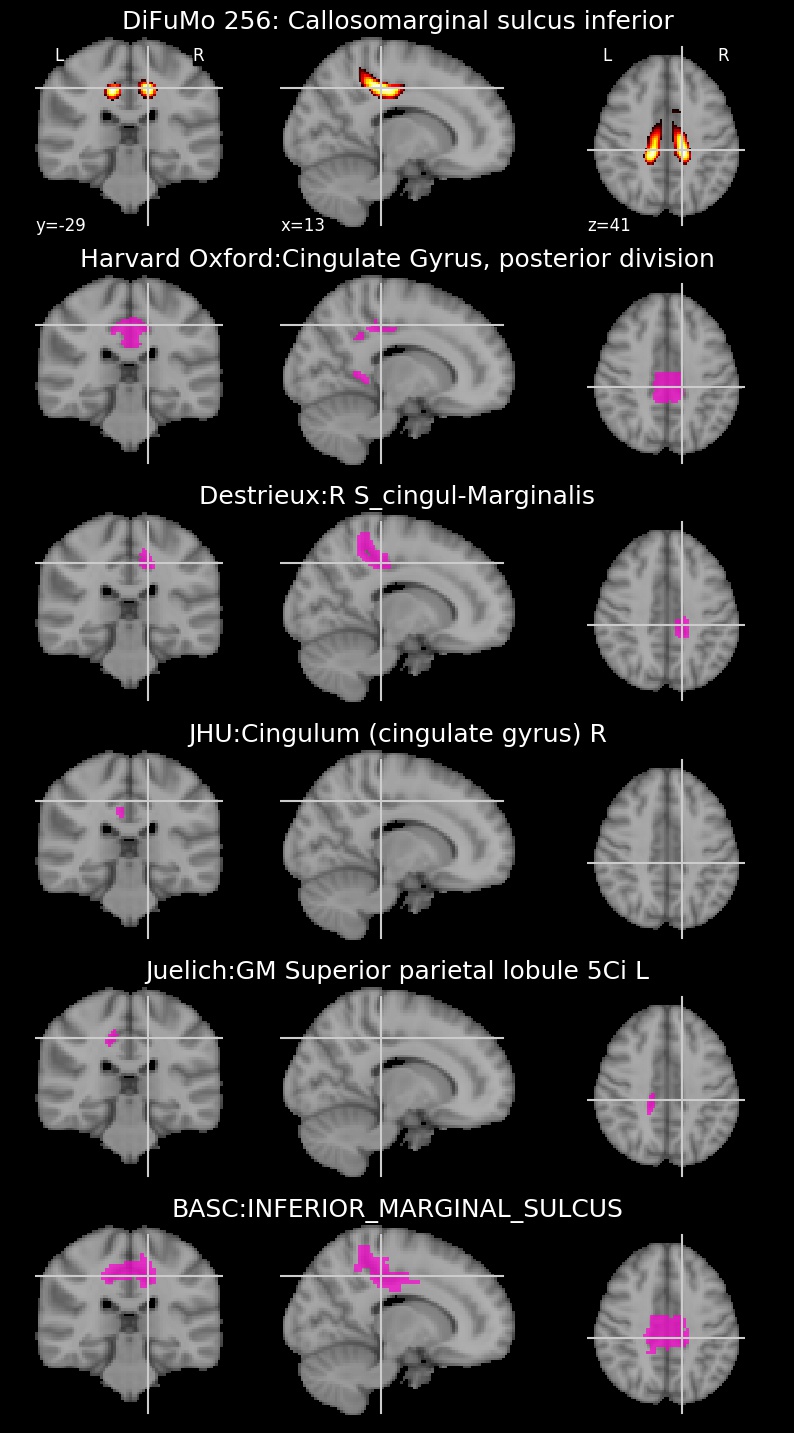 DiFuMo 256: Callosomarginal sulcus inferior
L R L R
y=-29 x=13 z=41
Harvard Oxford:Cingulate Gyrus, posterior division
Destrieux:R S_cingul-Marginalis
JHU:Cingulum (cingulate gyrus) R
Juelich:GM Superior parietal lobule 5Ci L
BASC:INFERIOR_MARGINAL_SULCUS